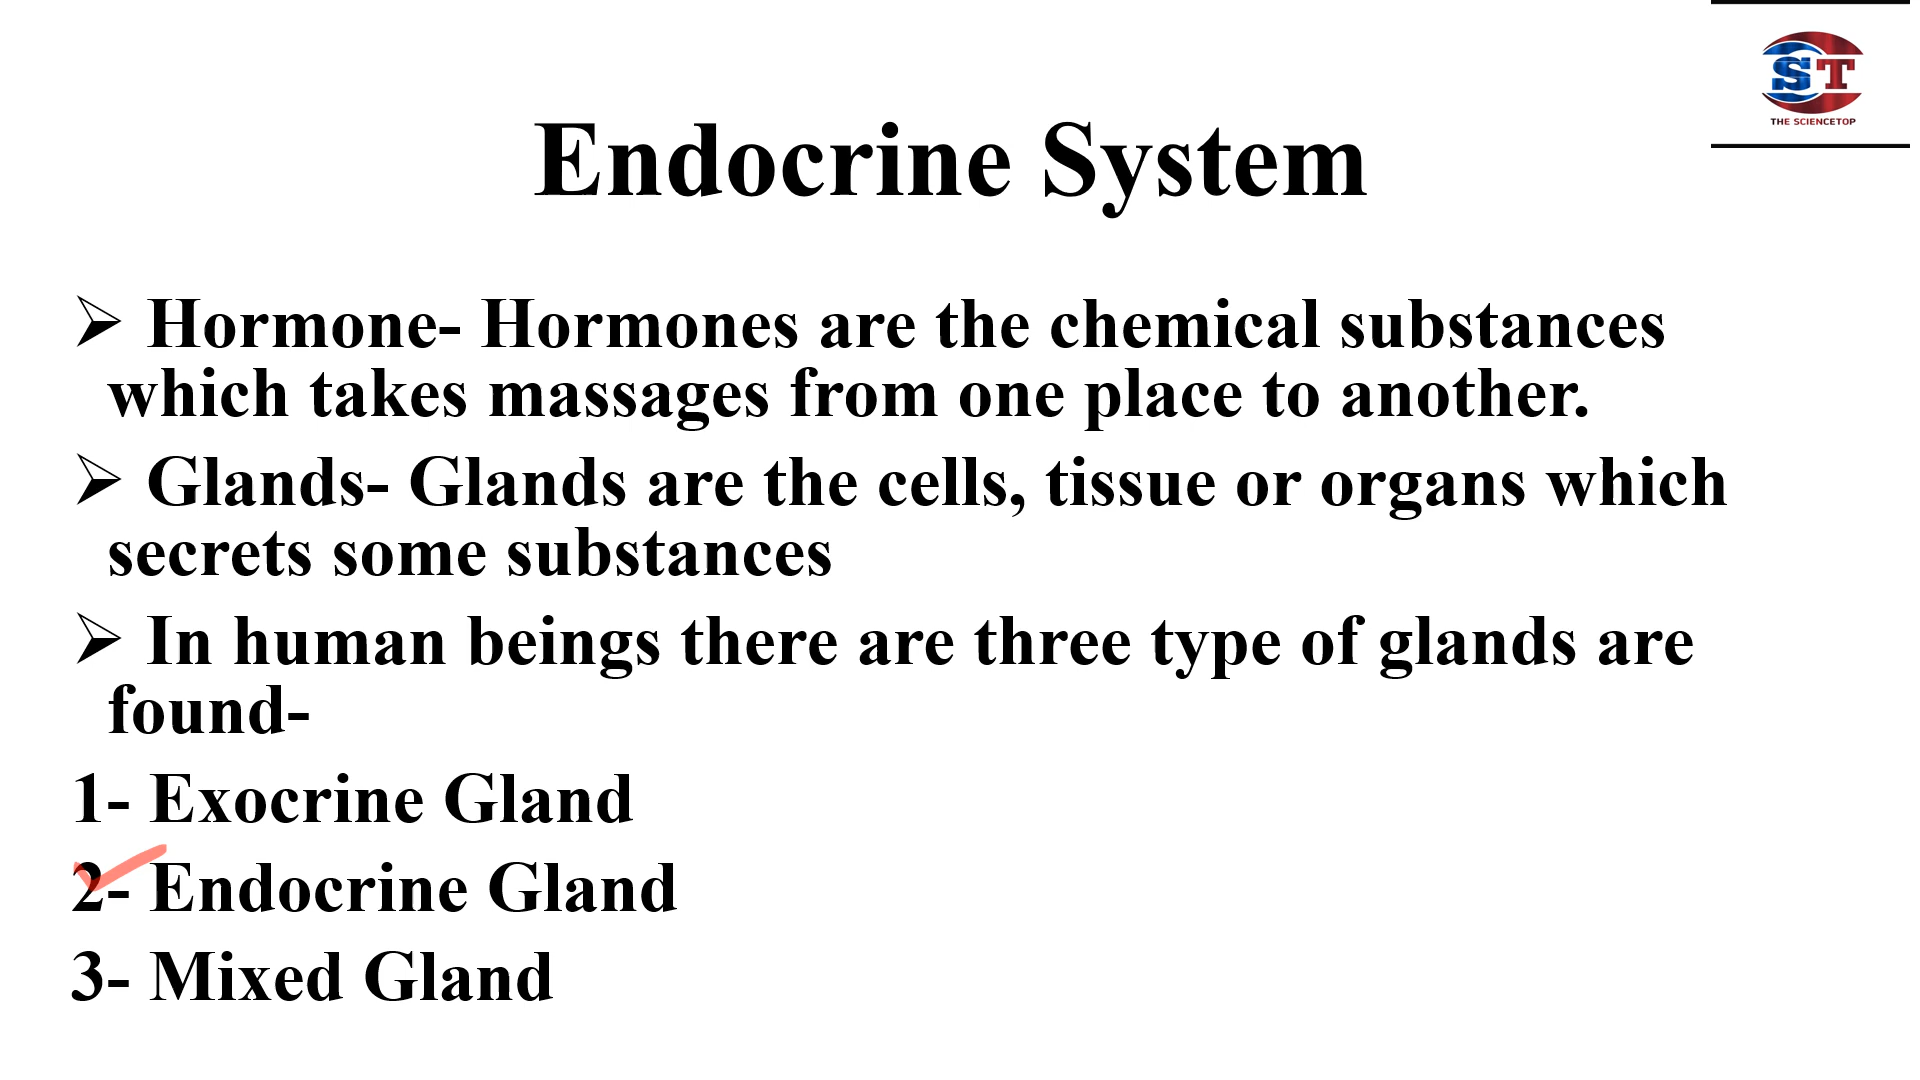 ST
THE SCIENCETOP
Endocrine System
➢ Hormone- Hormones are the chemical substances
which takes massages from one place to another.
➢ Glands- Glands are the cells, tissue or organs which
secrets some substances
➢ In human beings there are three type of glands are
found-
1- Exocrine Gland
2- Endocrine Gland
3- Mixed Gland